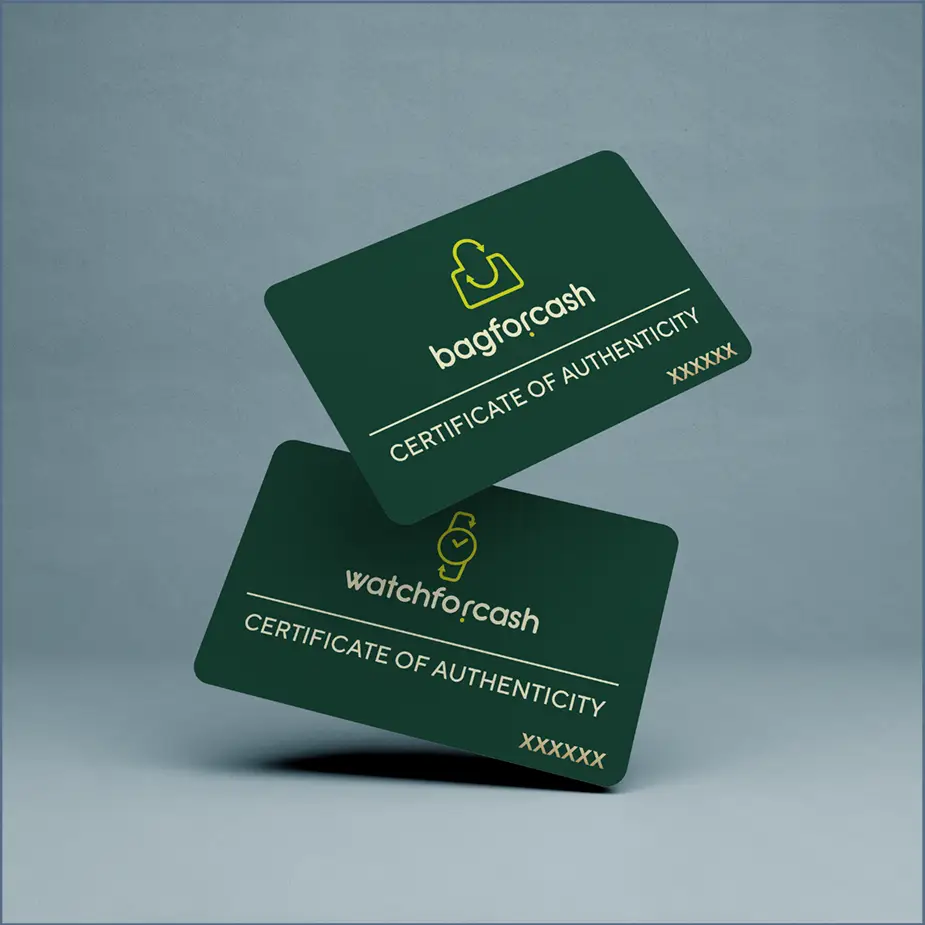 bagforcash
CERTIFICATE OF AUTHENTICITY
XXXXXX
watchforcash
CERTIFICATE OF AUTHENTICITY
XXXXXX